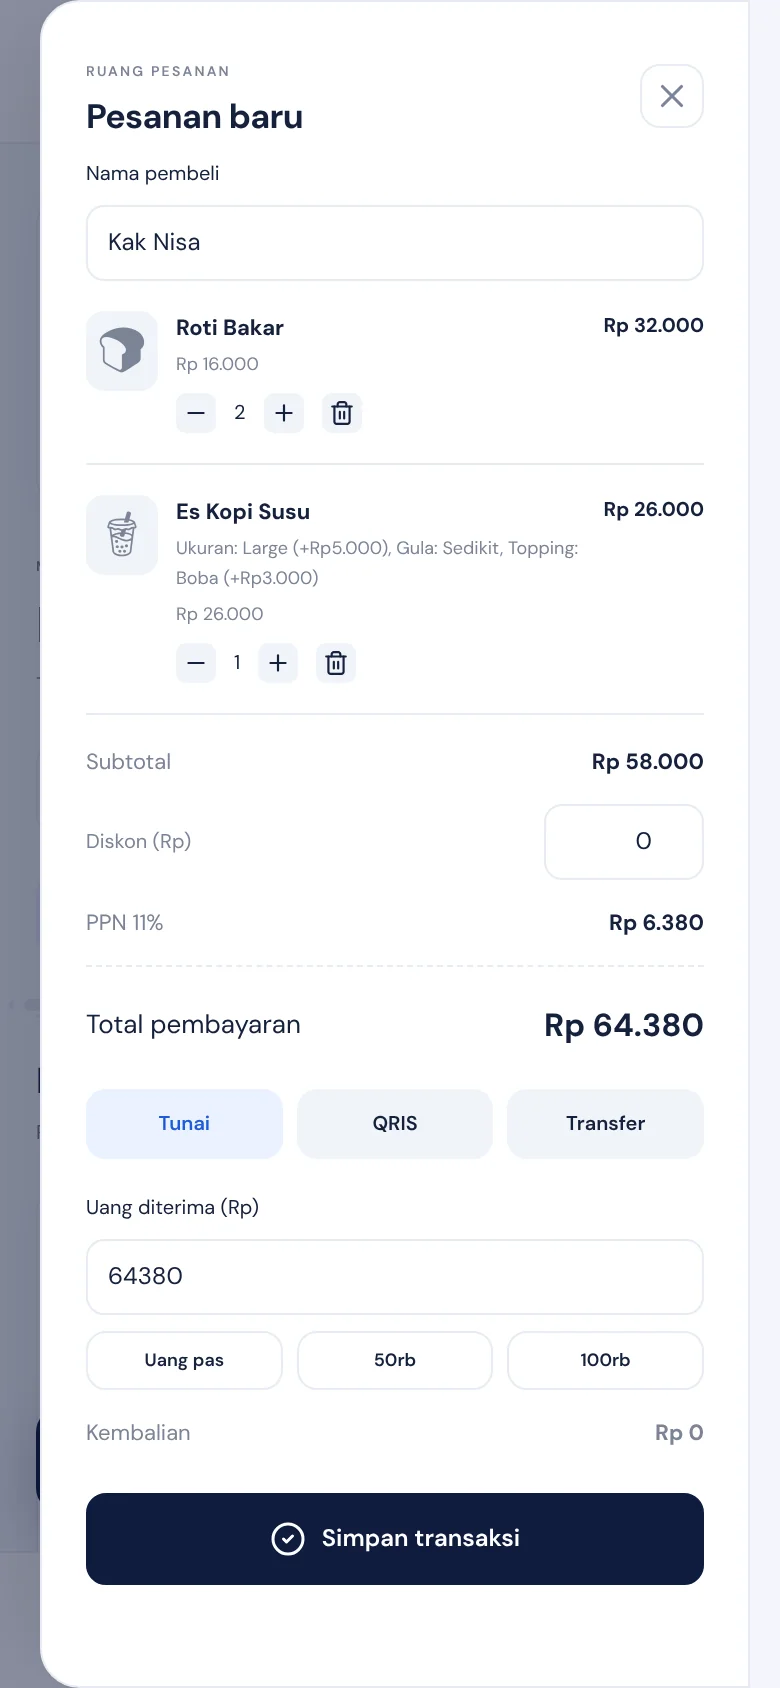 RUANG PESANAN
Pesanan baru
Nama pembeli
Kak Nisa
Roti Bakar
Rp 32.000
Rp 16.000
2
Es Kopi Susu
Rp 26.000
Ukuran: Large (+Rp5.000), Gula: Sedikit, Topping:
Boba (+Rp3.000)
Rp 26.000
1
Subtotal
Rp 58.000
Diskon (Rp)
0
PPN 11%
Rp 6.380
Total pembayaran
Rp 64.380
Tunai
QRIS
Transfer
Uang diterima (Rp)
64380
Uang pas
50rb
100rb
Kembalian
Rp 0
Simpan transaksi